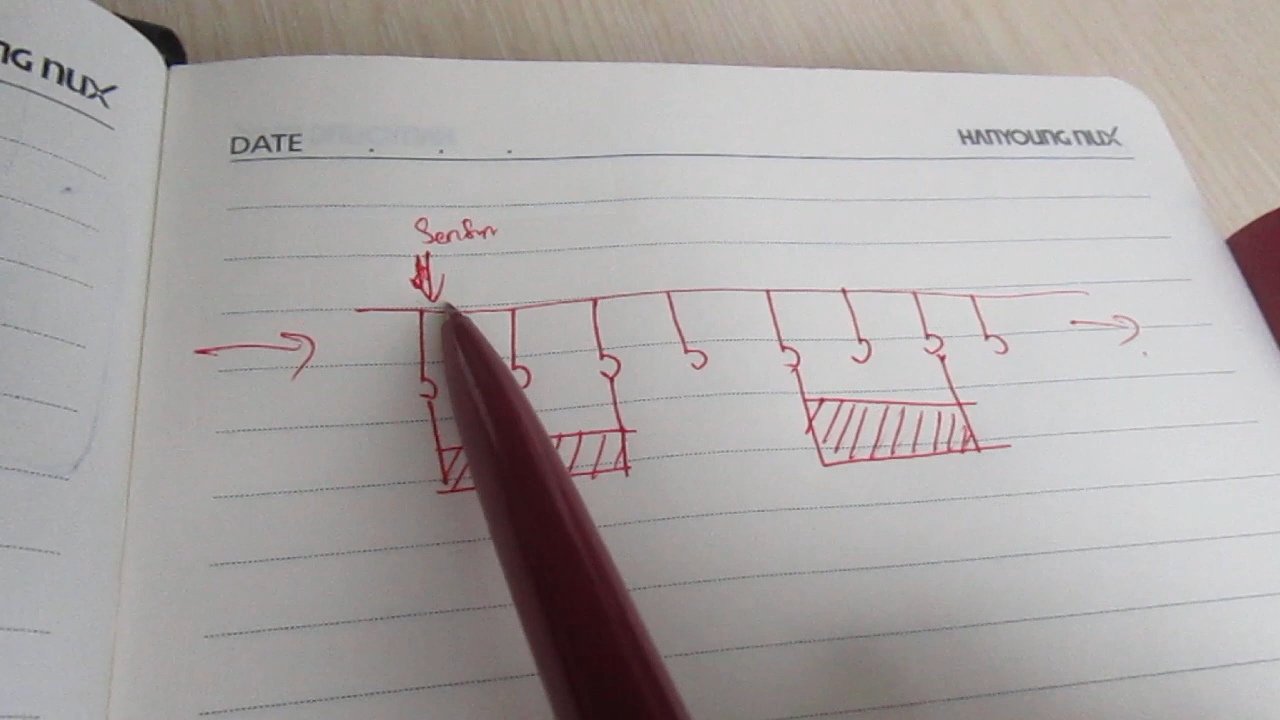 NG NUX
DATE . . .
HANYOUNG NUX
Sensor